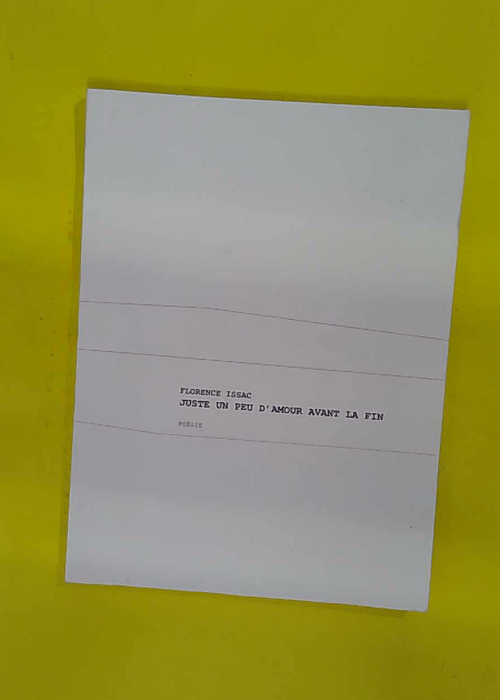 FLORENCE ISSAC
JUSTE UN PEU D'AMOUR AVANT LA FIN
POÉSIE